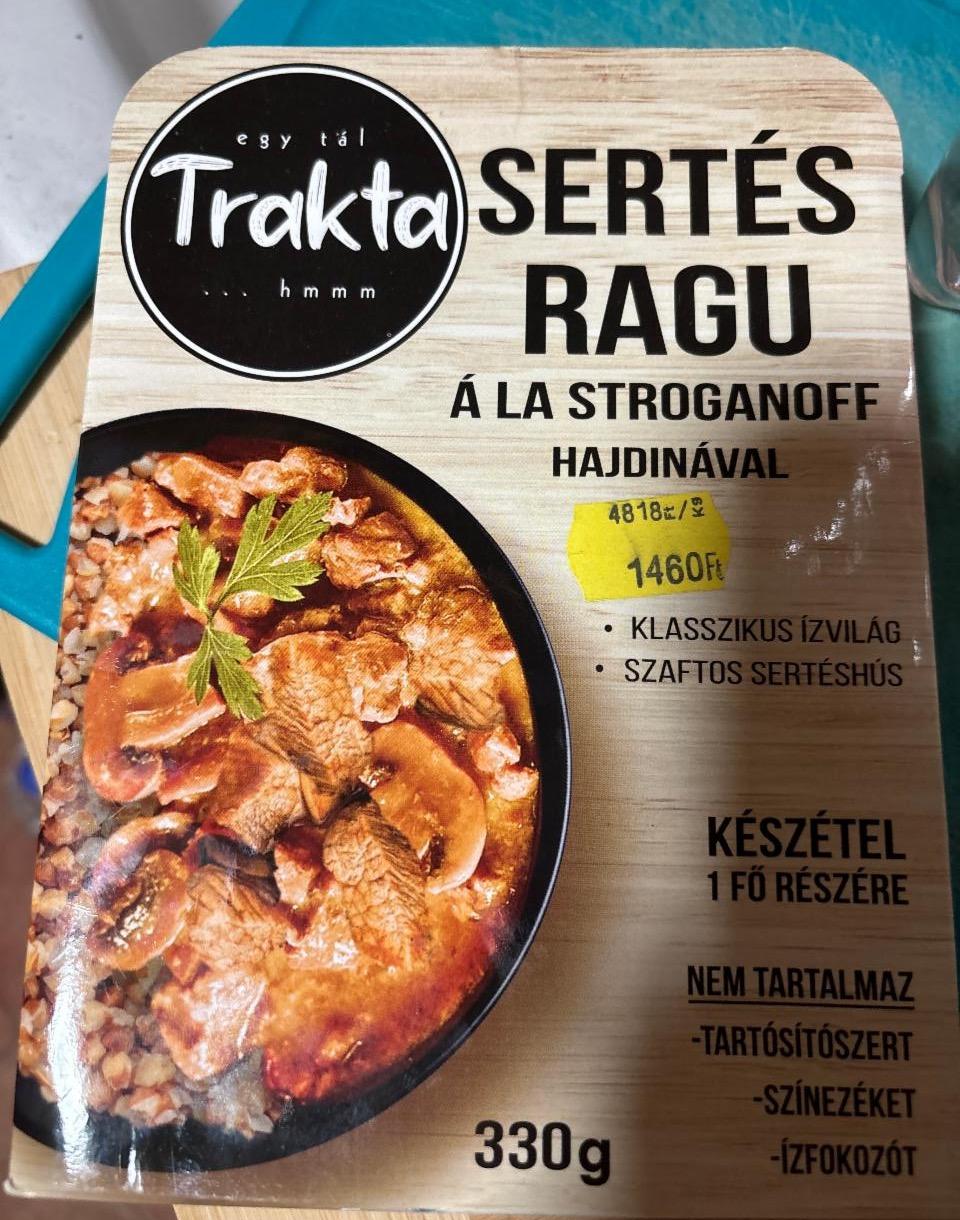 egy tál
Trakta
... hmmm
SERTÉS
RAGU
Á LA STROGANOFF
HAJDINÁVAL
4818Ft/kg
1460Ft
• KLASSZIKUS ÍZVILÁG
• SZAFTOS SERTÉSHÚS
KÉSZÉTEL
1 FŐ RÉSZÉRE
NEM TARTALMAZ
-TARTÓSÍTÓSZERT
-SZÍNEZÉKET
-ÍZFOKOZÓT
330g